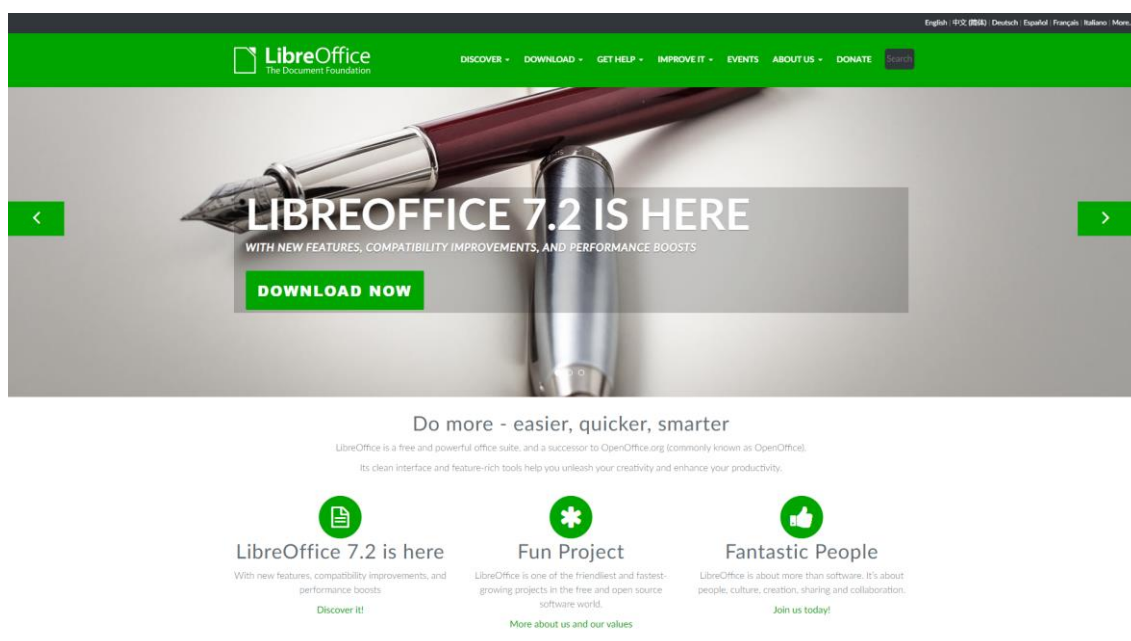 English | 中文 (简体) | Deutsch | Español | Français | Italiano | More.
LibreOffice
The Document Foundation
DISCOVER DOWNLOAD GET HELP IMPROVE IT EVENTS ABOUT US DONATE Search
LIBREOFFICE 7.2 IS HERE
WITH NEW FEATURES, COMPATIBILITY IMPROVEMENTS, AND PERFORMANCE BOOSTS
DOWNLOAD NOW
Do more - easier, quicker, smarter
LibreOffice is a free and powerful office suite, and a successor to OpenOffice.org (commonly known as OpenOffice).
Its clean interface and feature-rich tools help you unleash your creativity and enhance your productivity.
LibreOffice 7.2 is here
With new features, compatibility improvements, and
performance boosts
Discover it!
Fun Project
LibreOffice is one of the friendliest and fastest-
growing projects in the free and open source
software world.
More about us and our values
Fantastic People
LibreOffice is about more than software. It's about
people, culture, creation, sharing and collaboration.
Join us today!